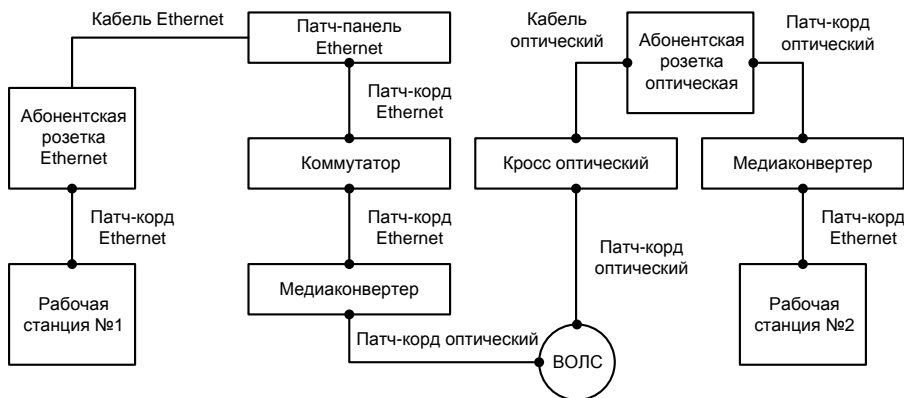 Кабель Ethernet
Патч-панель
Ethernet
Кабель
оптический
Абонентская
розетка
оптическая
Патч-корд
оптический
Абонентская
розетка
Ethernet
Патч-корд
Ethernet
Коммутатор
Кросс оптический
Медиаконвертер
Патч-корд
Ethernet
Патч-корд
Ethernet
Патч-корд
оптический
Патч-корд
Ethernet
Рабочая
станция №1
Медиаконвертер
Рабочая
станция №2
Патч-корд оптический
ВОЛС